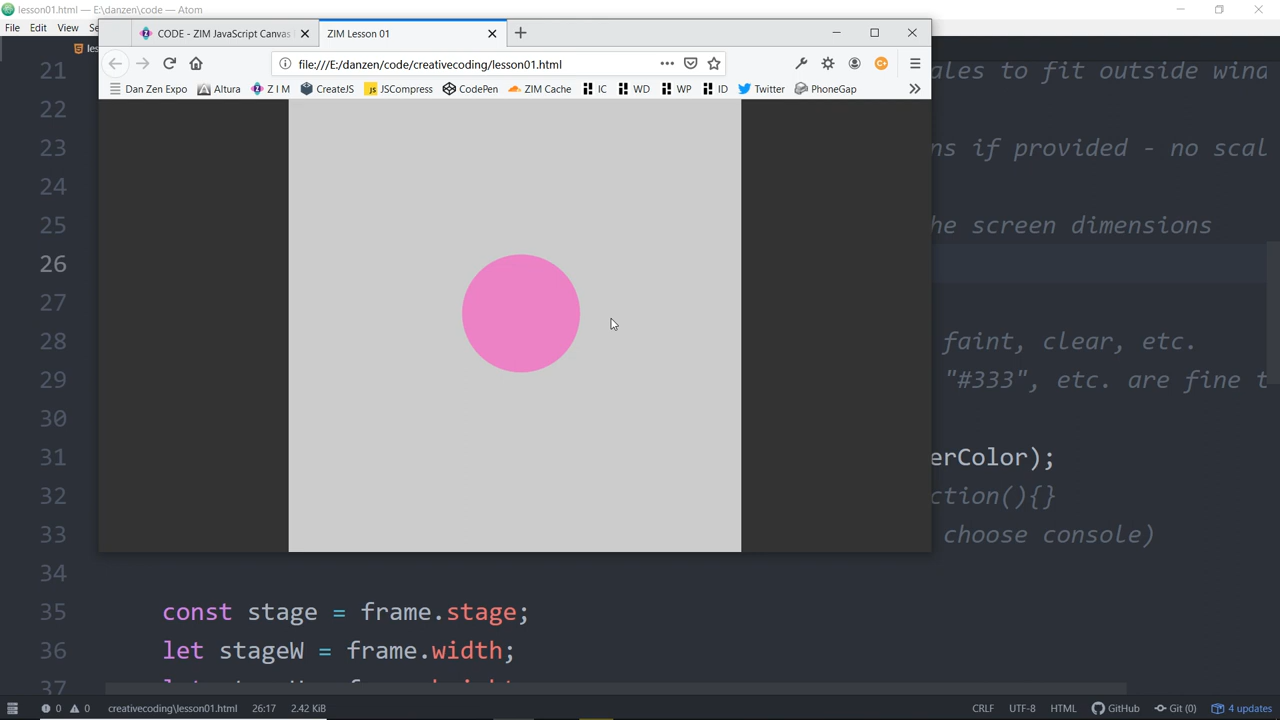 lesson01.html — E:\danzen\code — Atom
File Edit View Se
CODE - ZIM JavaScript Canvas
ZIM Lesson 01
file:///E:/danzen/code/creativecoding/lesson01.html
Dan Zen Expo Altura Z I M CreateJS JS JSCompress CodePen ZIM Cache IC WD WP ID Twitter PhoneGap
les
21 ales to fit outside wind
22
23 ns if provided - no scal
24
25 he screen dimensions
26
27
28 faint, clear, etc.
29 "#333", etc. are fine t
30
31 erColor);
32 ction(){}
33 choose console)
34
35 const stage = frame.stage;
36 let stageW = frame.width;
37
0 0 creativecoding\lesson01.html 26:17 2.42 KiB CRLF UTF-8 HTML GitHub Git (0) 4 updates